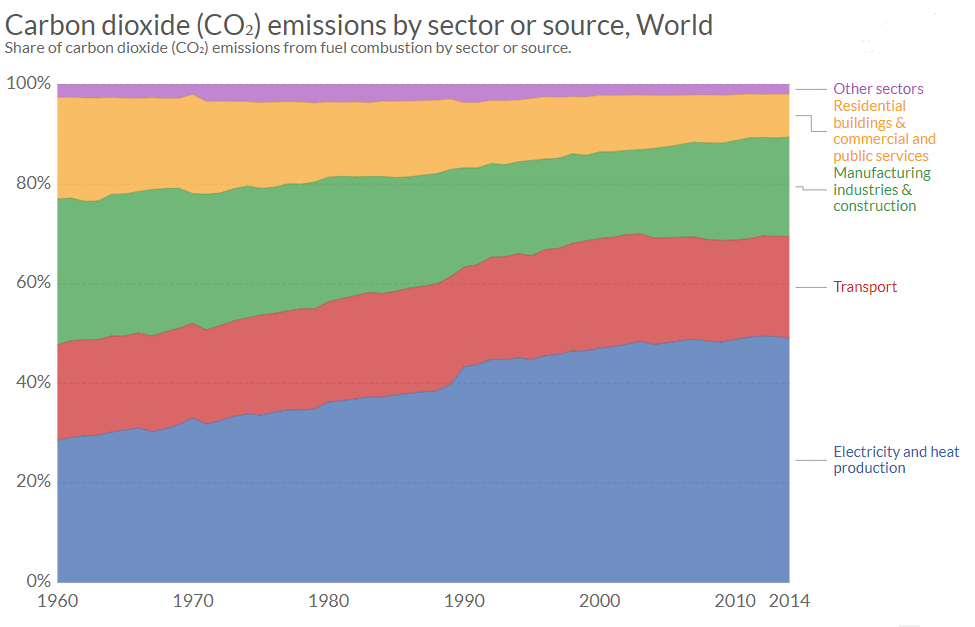 Carbon dioxide (CO₂) emissions by sector or source, World
Share of carbon dioxide (CO₂) emissions from fuel combustion by sector or source.
100%
80%
60%
40%
20%
0%
1960
1970
1980
1990
2000
2010
2014
Other sectors
Residential
buildings &
commercial and
public services
Manufacturing
industries &
construction
Transport
Electricity and heat
production